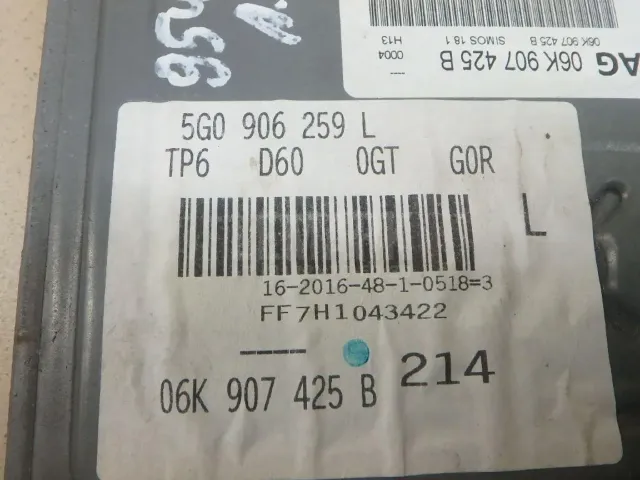 AG 06K 907 425 B
06K 907 425 B SIMOS 18.1
0004
H13
5G0 906 259 L
TP6 D60 0GT G0R
L
16-2016-48-1-0518=3
FF7H1043422
06K 907 425 B 214